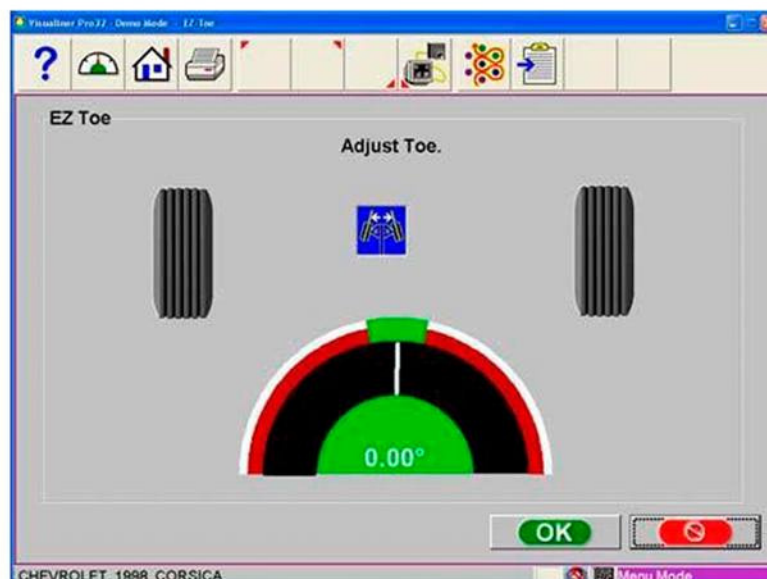 Visualiner Pro32 - Demo Mode - EZ Toe
?
EZ Toe
Adjust Toe.
0.00°
OK
CHEVROLET, 1998, CORSICA
Menu Mode